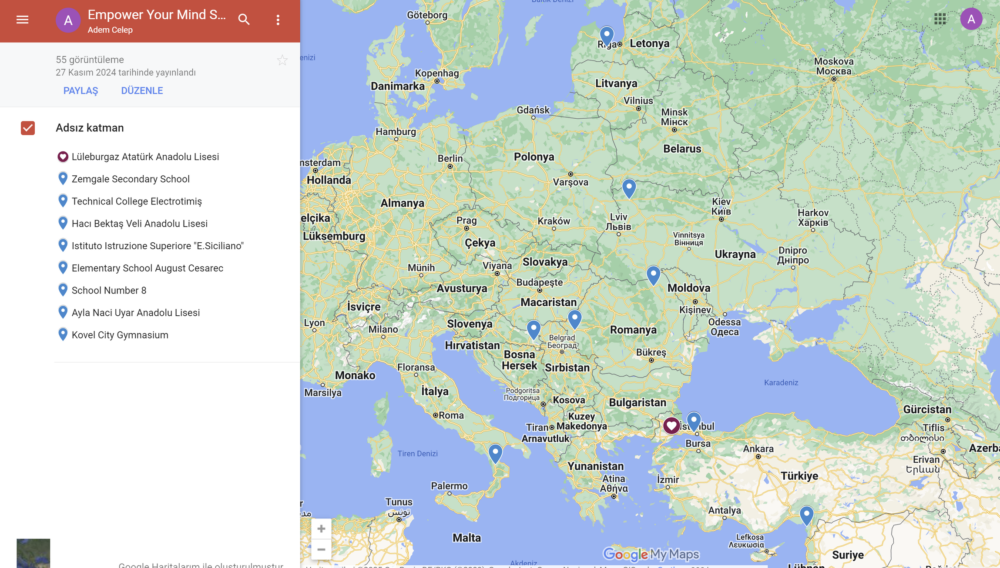 Empower Your Mind S...
Adem Celep
A
55 görüntüleme
27 Kasım 2024 tarihinde yayınlandı
PAYLAŞ DÜZENLE
Adsız katman
Lüleburgaz Atatürk Anadolu Lisesi
Zemgale Secondary School
Technical College Electrotimiş
Hacı Bektaş Veli Anadolu Lisesi
Istituto Istruzione Superiore "E.Siciliano"
Elementary School August Cesarec
School Number 8
Ayla Naci Uyar Anadolu Lisesi
Kovel City Gymnasium
Google Haritalarım ile oluşturulmuştur
A
Baltık Denizi
Göteborg
Riga
Letonya
enizi
Moskova
Москва
Kopenhag
Danimarka
Litvanya
Vilnius
Gdańsk
Minsk
Мінск
Hamburg
Belarus
Berlin
Polonya
msterdam
Hollanda
Varşova
Almanya
Kiev
Київ
Harkov
Харків
elçika
Prag
Kraków
Lviv
Львів
Lüksemburg
Çekya
Vinnitsya
Вінниця
Ukrayna
Dnipro
Дніпро
Slovakya
Münih
Viyana
Budapeşte
Avusturya
Moldova
Macaristan
İsviçre
Kişinev
Lyon
Slovenya
Milano
Romanya
Odessa
Одеса
Belgrad
Београд
Hırvatistan
Bosna
Hersek
Bükreş
Sırbistan
Floransa
Monako
Karadeniz
Marsilya
İtalya
Podgoritsa
Подгорица
Kosova
Bulgaristan
Gürcistan
Roma
Kuzey
Makedonya
Tiran
Arnavutluk
İstanbul
Tiflis
თბილისი
Bursa
Ankara
Azerba
Tiren Denizi
Erivan
Երևան
Yunanistan
Türkiye
Atina
Αθήνα
İzmir
Palermo
Tunus
تونس
Antalya
Malta
Lefkoşa
Λευκωσία
Google My Maps
Suriye
Akdeniz
Lübnan